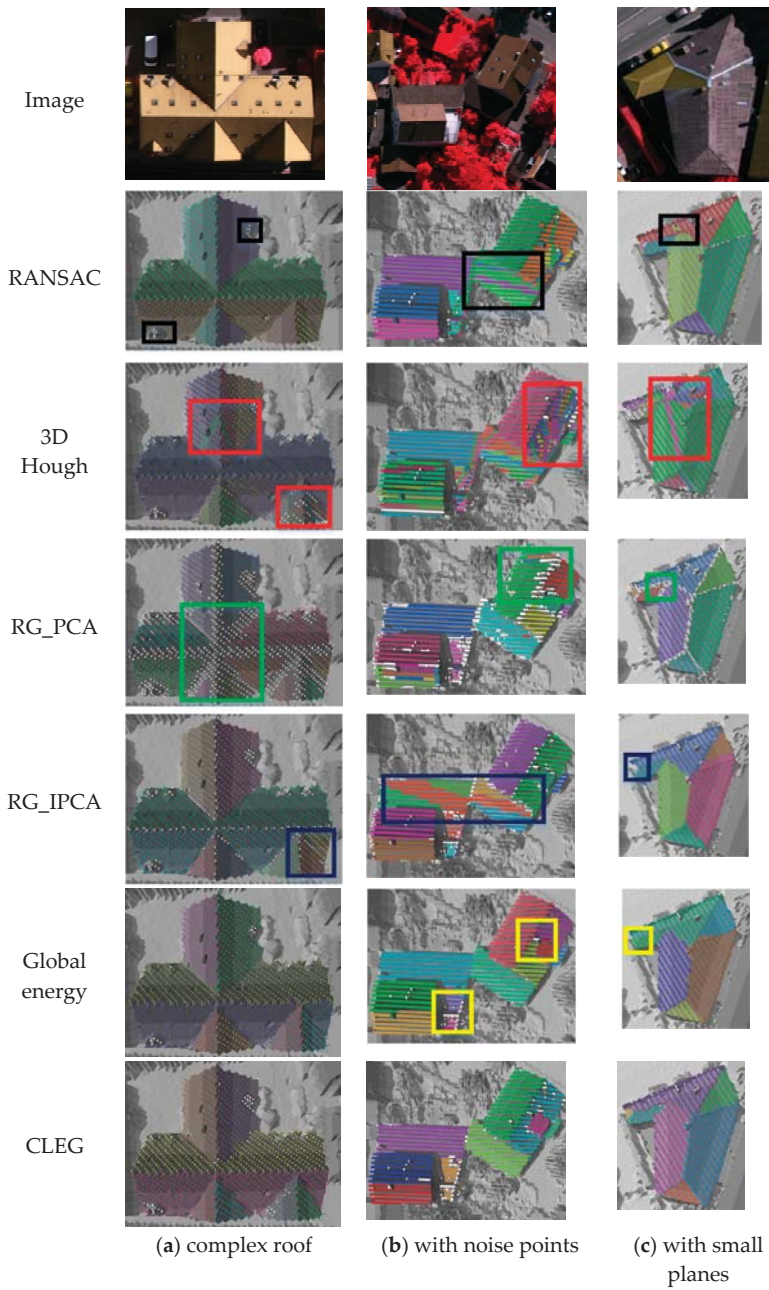 Image
RANSAC
3D
Hough
RG_PCA
RG_IPCA
Global
energy
CLEG
(a) complex roof
(b) with noise points
(c) with small
planes